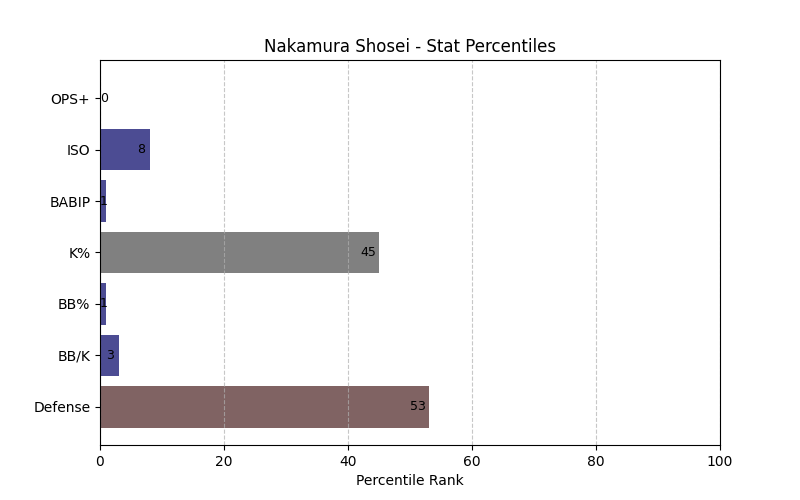 Nakamura Shosei - Stat Percentiles
OPS+ 0
ISO 8
BABIP 1
K% 45
BB% 1
BB/K 3
Defense 53
0 20 40 60 80 100
Percentile Rank